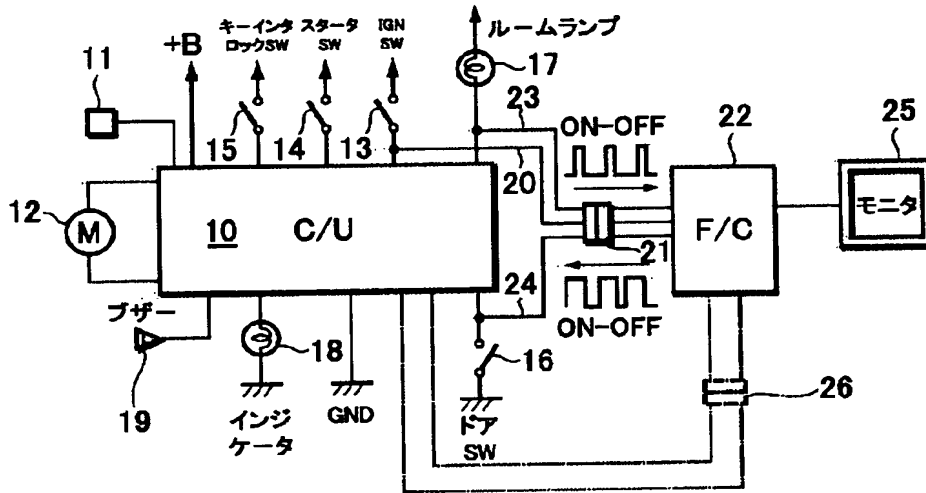 キーインタ
ロックSW
スタータ
SW
IGN
SW
ルームランプ
+B
11
17
23
22
25
15
14
13
ON-OFF
20
12
M
10
C/U
F/C
モニタ
21
24
ON-OFF
ブザー
19
18
16
26
インジ
ケータ
GND
ドア
SW